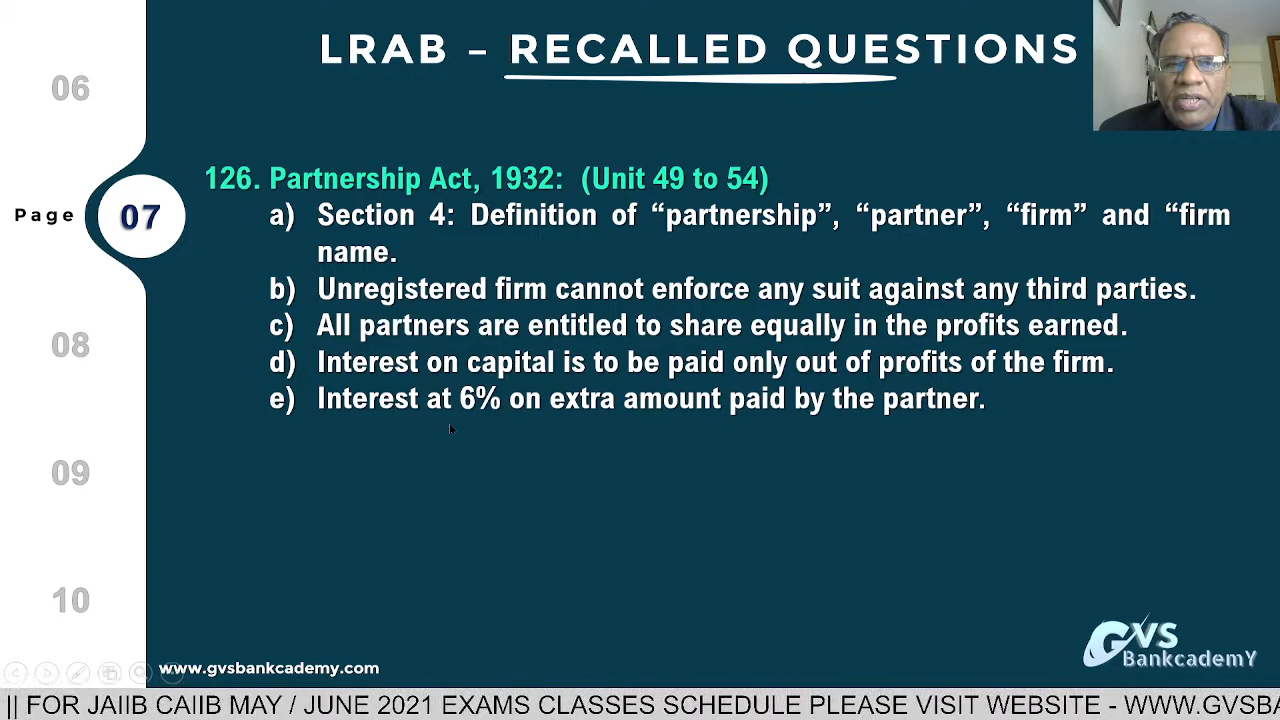 LRAB – RECALLED QUESTIONS
06
126. Partnership Act, 1932: (Unit 49 to 54)
Page 07
a) Section 4: Definition of “partnership”, “partner”, “firm” and “firm
name.
b) Unregistered firm cannot enforce any suit against any third parties.
c) All partners are entitled to share equally in the profits earned.
08
d) Interest on capital is to be paid only out of profits of the firm.
e) Interest at 6% on extra amount paid by the partner.
09
10
GVS
BankcademY
www.gvsbankcademy.com
|| FOR JAIIB CAIIB MAY / JUNE 2021 EXAMS CLASSES SCHEDULE PLEASE VISIT WEBSITE - WWW.GVSBA